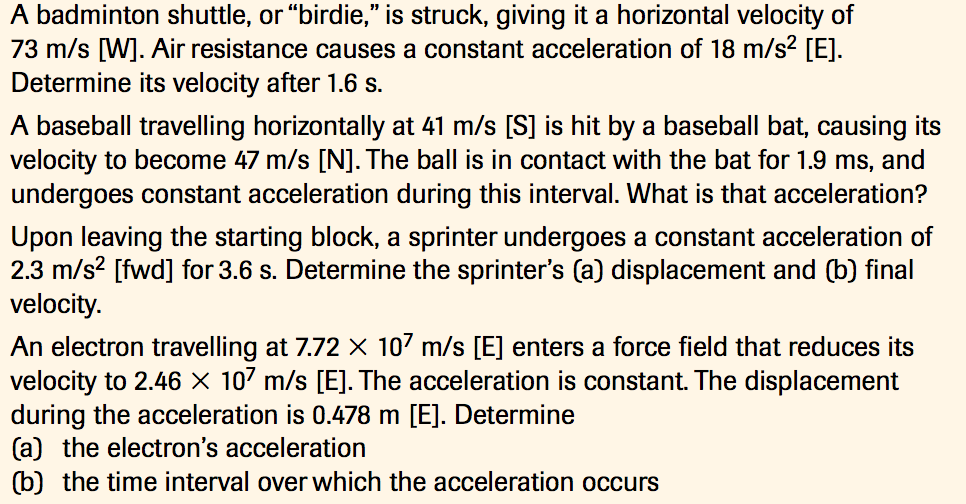 A badminton shuttle, or “birdie,” is struck, giving it a horizontal velocity of
73 m/s [W]. Air resistance causes a constant acceleration of 18 m/s² [E].
Determine its velocity after 1.6 s.
A baseball travelling horizontally at 41 m/s [S] is hit by a baseball bat, causing its
velocity to become 47 m/s [N]. The ball is in contact with the bat for 1.9 ms, and
undergoes constant acceleration during this interval. What is that acceleration?
Upon leaving the starting block, a sprinter undergoes a constant acceleration of
2.3 m/s² [fwd] for 3.6 s. Determine the sprinter’s (a) displacement and (b) final
velocity.
An electron travelling at 7.72 × 10⁷ m/s [E] enters a force field that reduces its
velocity to 2.46 × 10⁷ m/s [E]. The acceleration is constant. The displacement
during the acceleration is 0.478 m [E]. Determine
(a) the electron’s acceleration
(b) the time interval over which the acceleration occurs